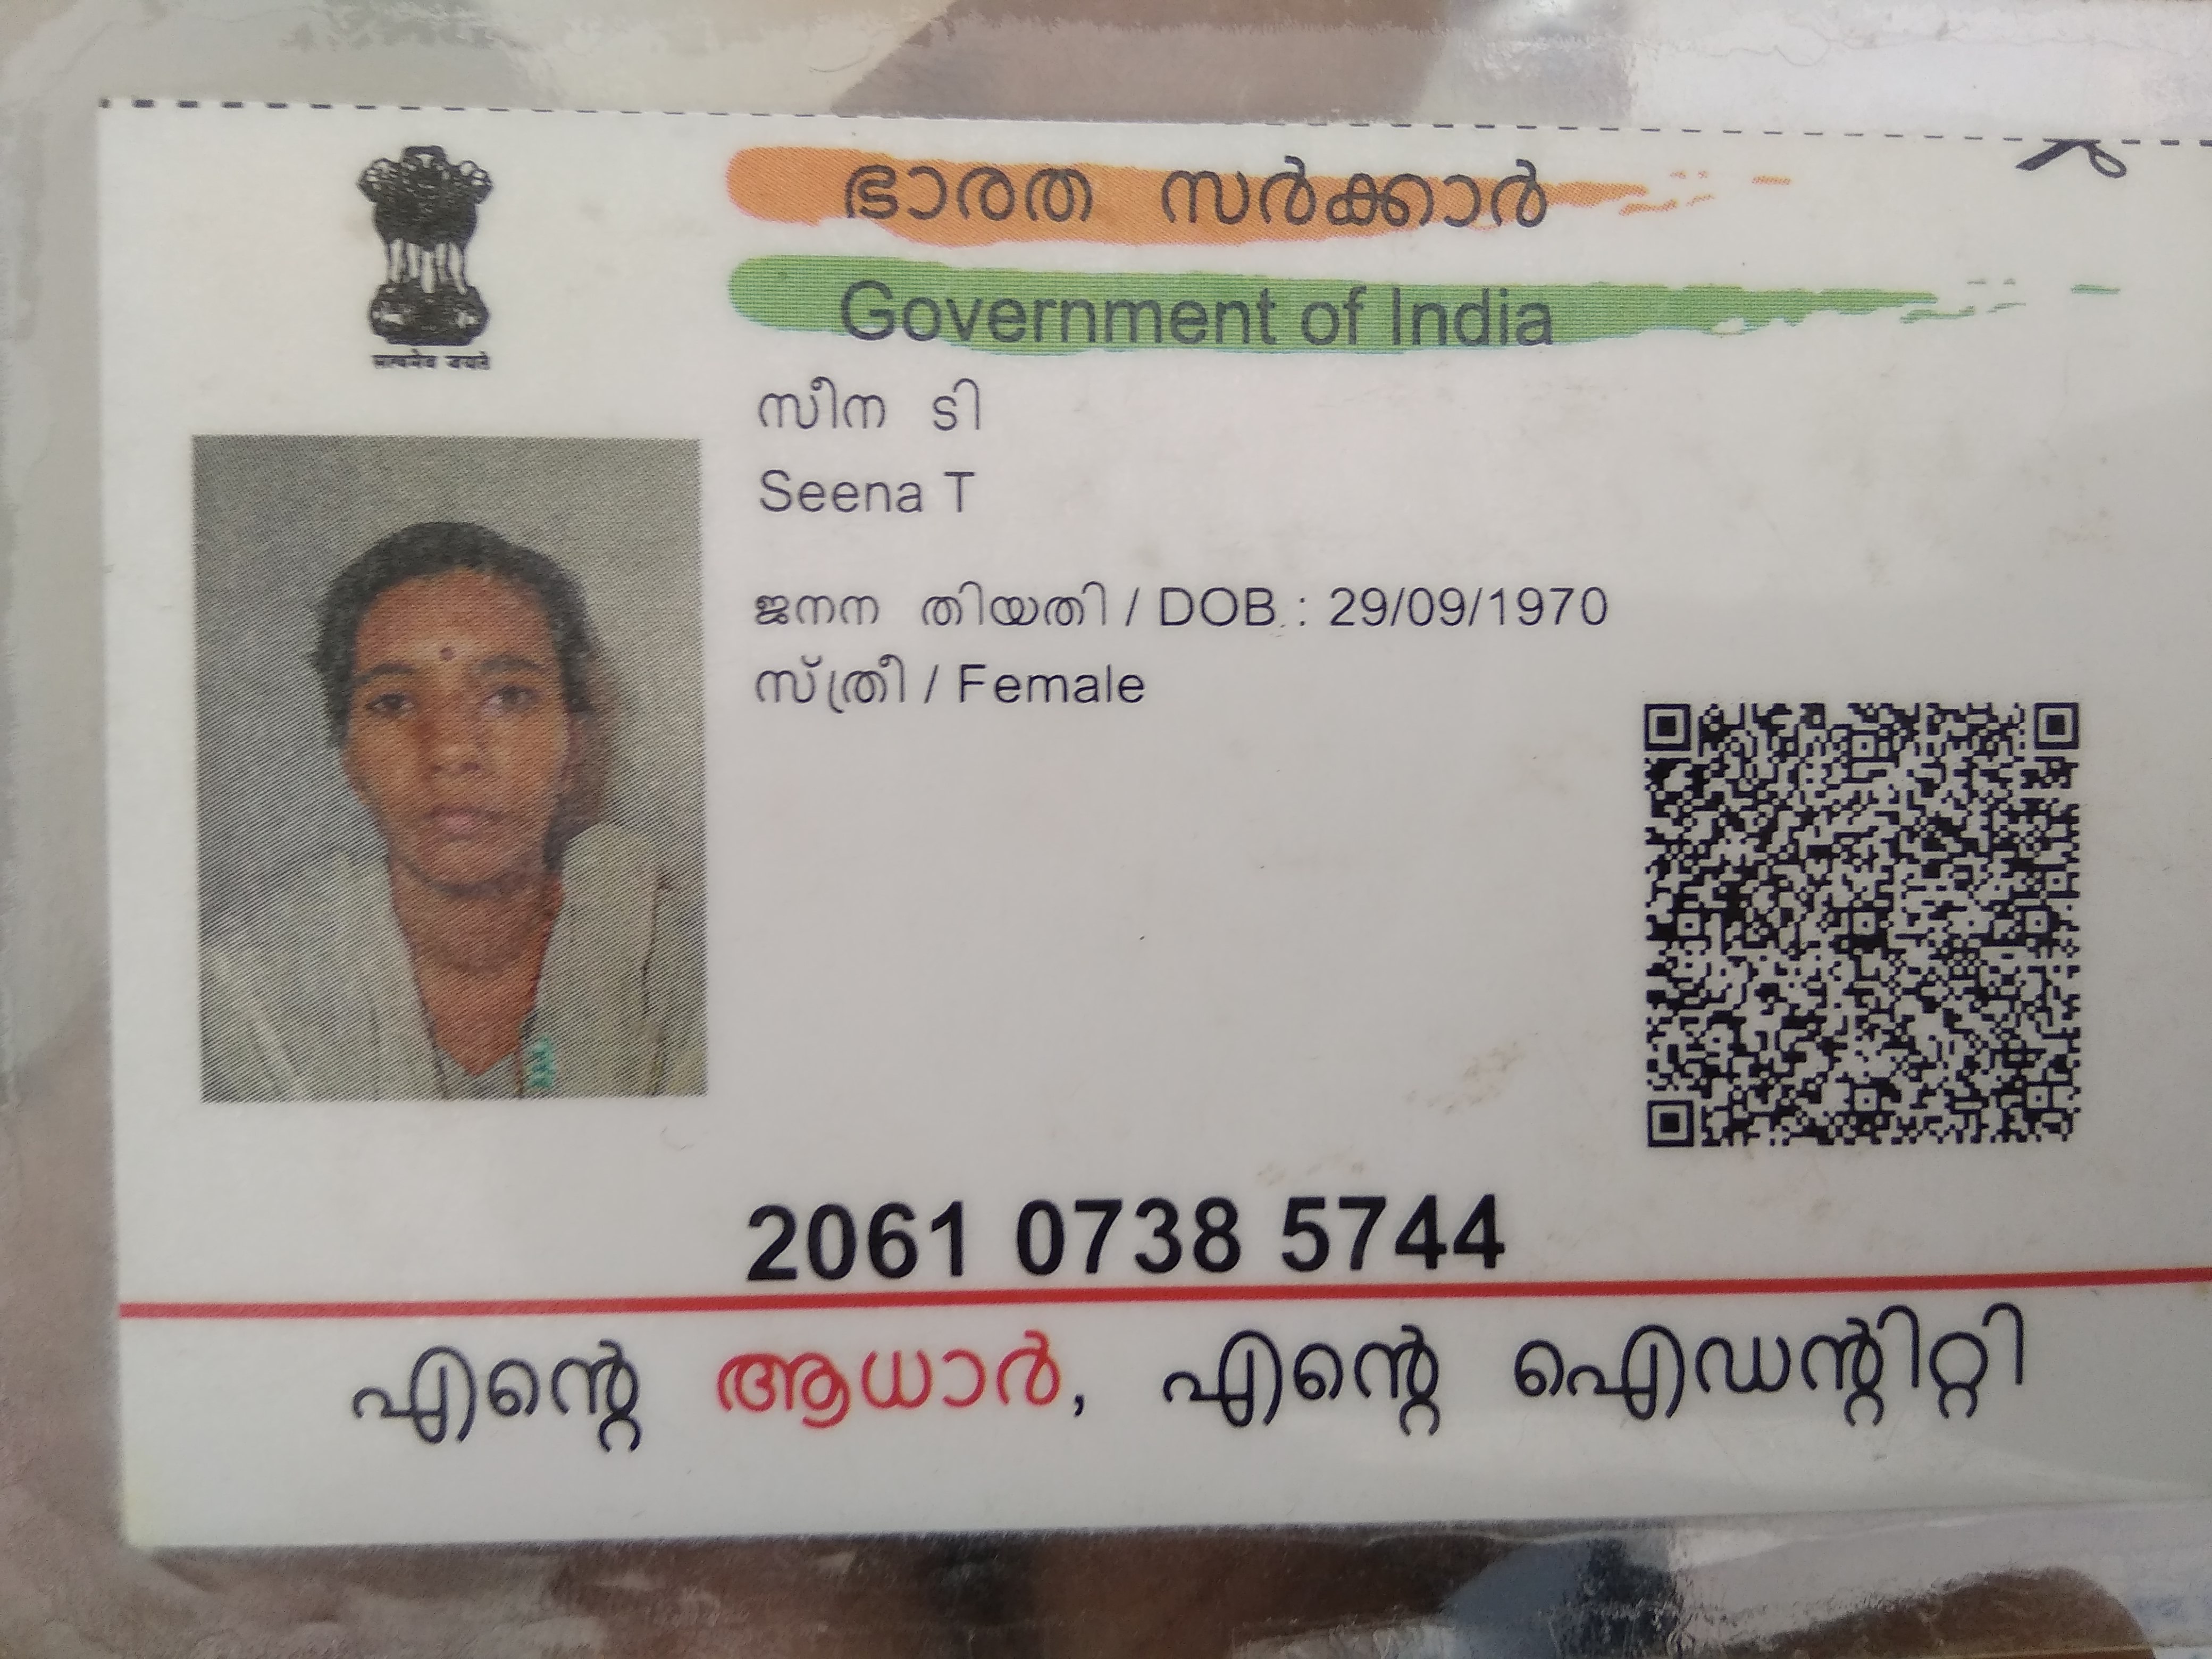 ഭാരത സർക്കാർ
Government of India
सत्यमेव जयते
സീന ടി
Seena T
ജനന തിയതി / DOB : 29/09/1970
സ്ത്രീ / Female
2061 0738 5744
എന്റെ ആധാർ, എന്റെ ഐഡന്റിറ്റി